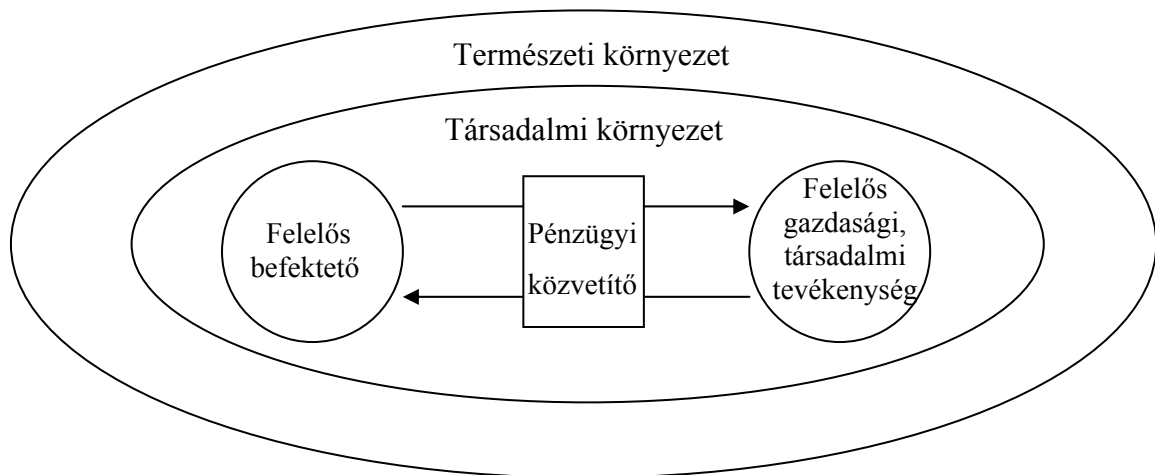 Természeti környezet
Társadalmi környezet
Felelős
befektető
Pénzügyi
közvetítő
Felelős
gazdasági,
társadalmi
tevékenység